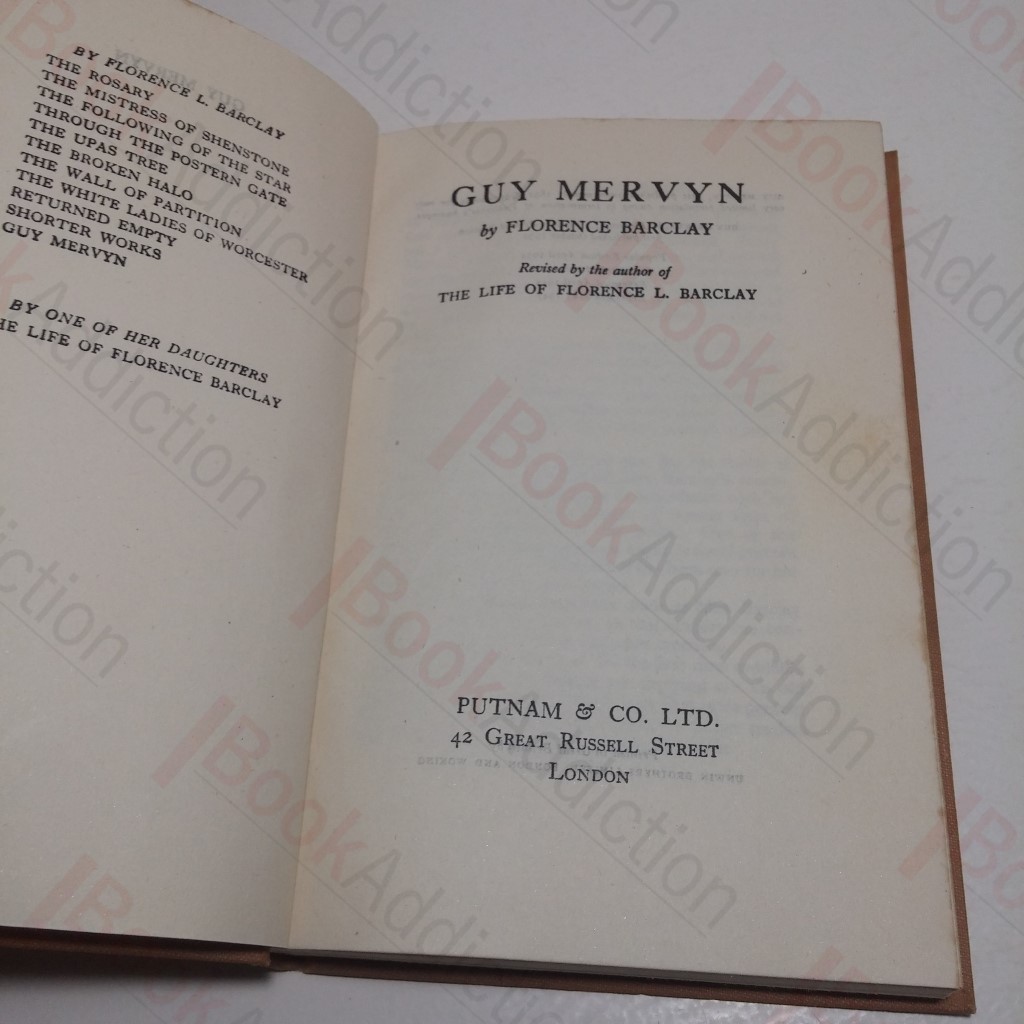 BY FLORENCE L. BARCLAY
THE ROSARY
THE MISTRESS OF SHENSTONE
THE FOLLOWING OF THE STAR
THROUGH THE POSTERN GATE
THE UPAS TREE
THE BROKEN HALO
THE WALL OF PARTITION
THE WHITE LADIES OF WORCESTER
RETURNED EMPTY
SHORTER WORKS
GUY MERVYN
BY ONE OF HER DAUGHTERS
HE LIFE OF FLORENCE BARCLAY
GUY MERVYN
by FLORENCE BARCLAY
Revised by the author of
THE LIFE OF FLORENCE L. BARCLAY
PUTNAM & CO. LTD.
42 GREAT RUSSELL STREET
LONDON
BookAddiction